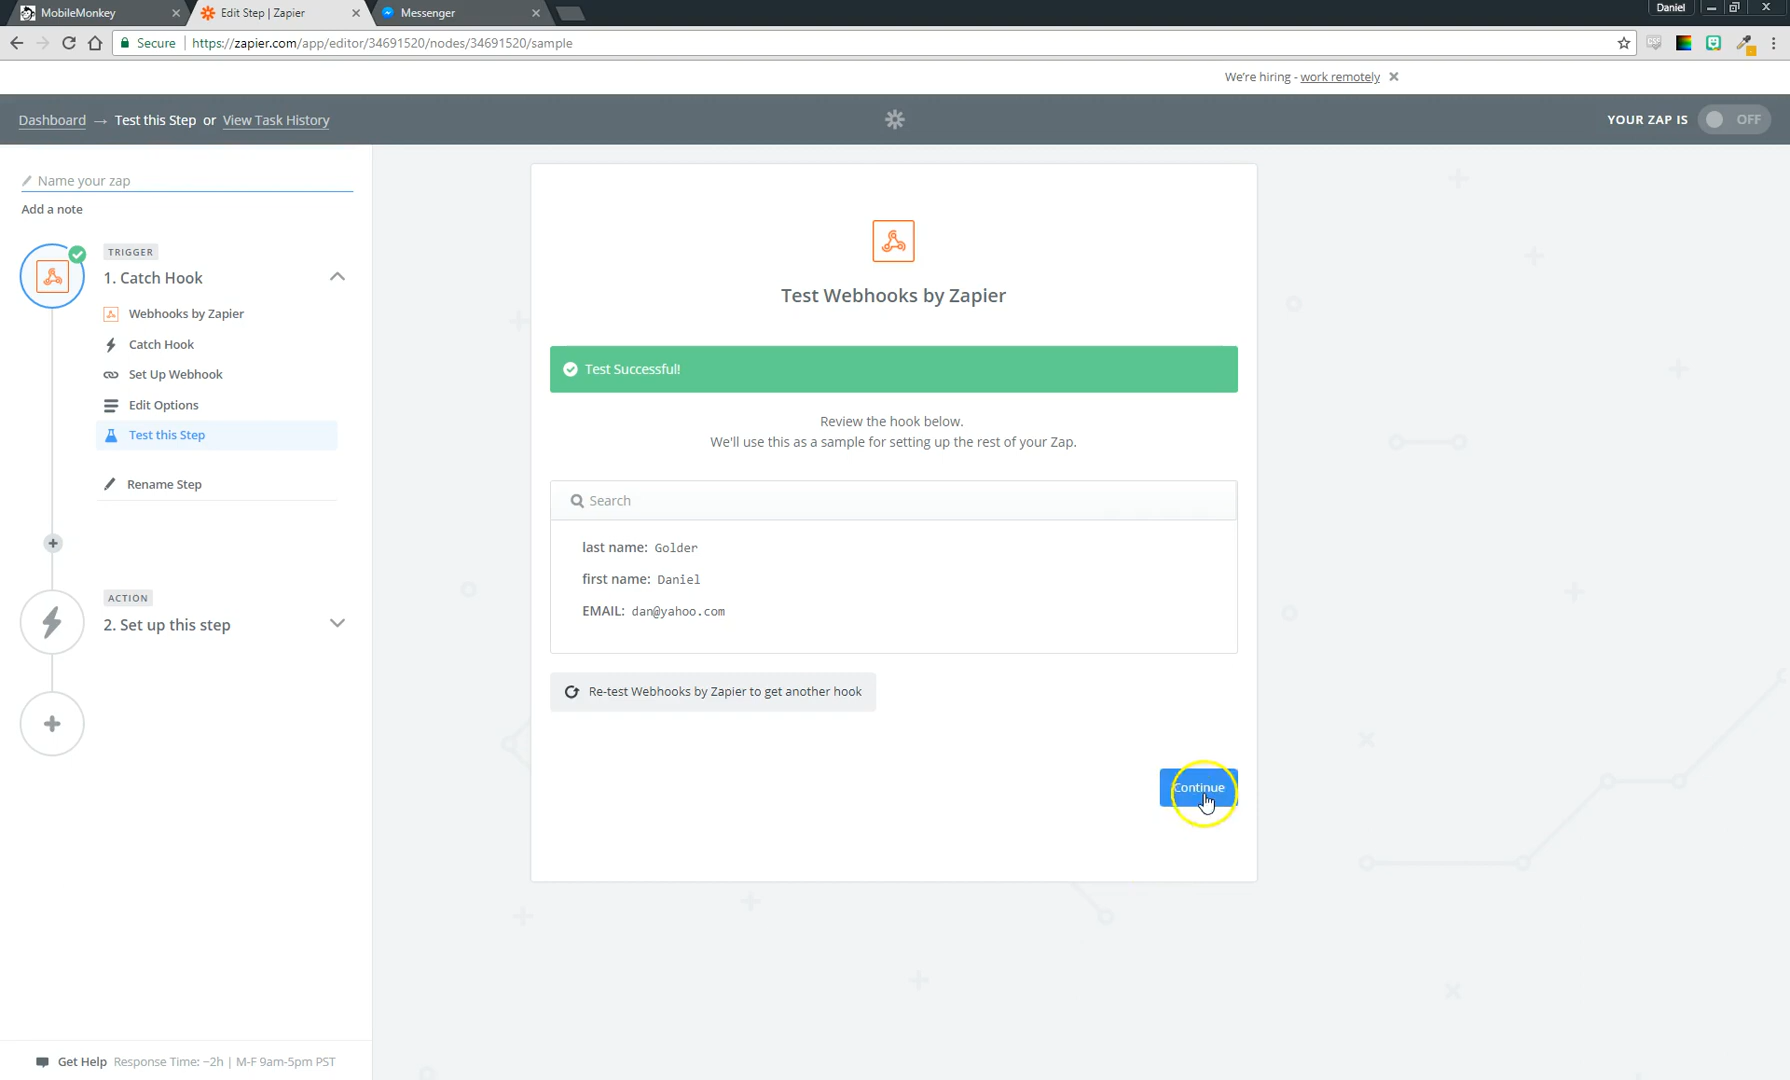 MobileMonkey
Edit Step | Zapier
Messenger
Daniel
Secure
https://zapier.com/app/editor/34691520/nodes/34691520/sample
We're hiring - work remotely
Dashboard → Test this Step or View Task History
YOUR ZAP IS OFF
Name your zap
Add a note
TRIGGER
1. Catch Hook
Webhooks by Zapier
Catch Hook
Set Up Webhook
Edit Options
Test this Step
Rename Step
ACTION
2. Set up this step
Test Webhooks by Zapier
Test Successful!
Review the hook below.
We'll use this as a sample for setting up the rest of your Zap.
Search
last name: Golder
first name: Daniel
EMAIL: dan@yahoo.com
Re-test Webhooks by Zapier to get another hook
Continue
Get Help Response Time: ~2h | M-F 9am-5pm PST